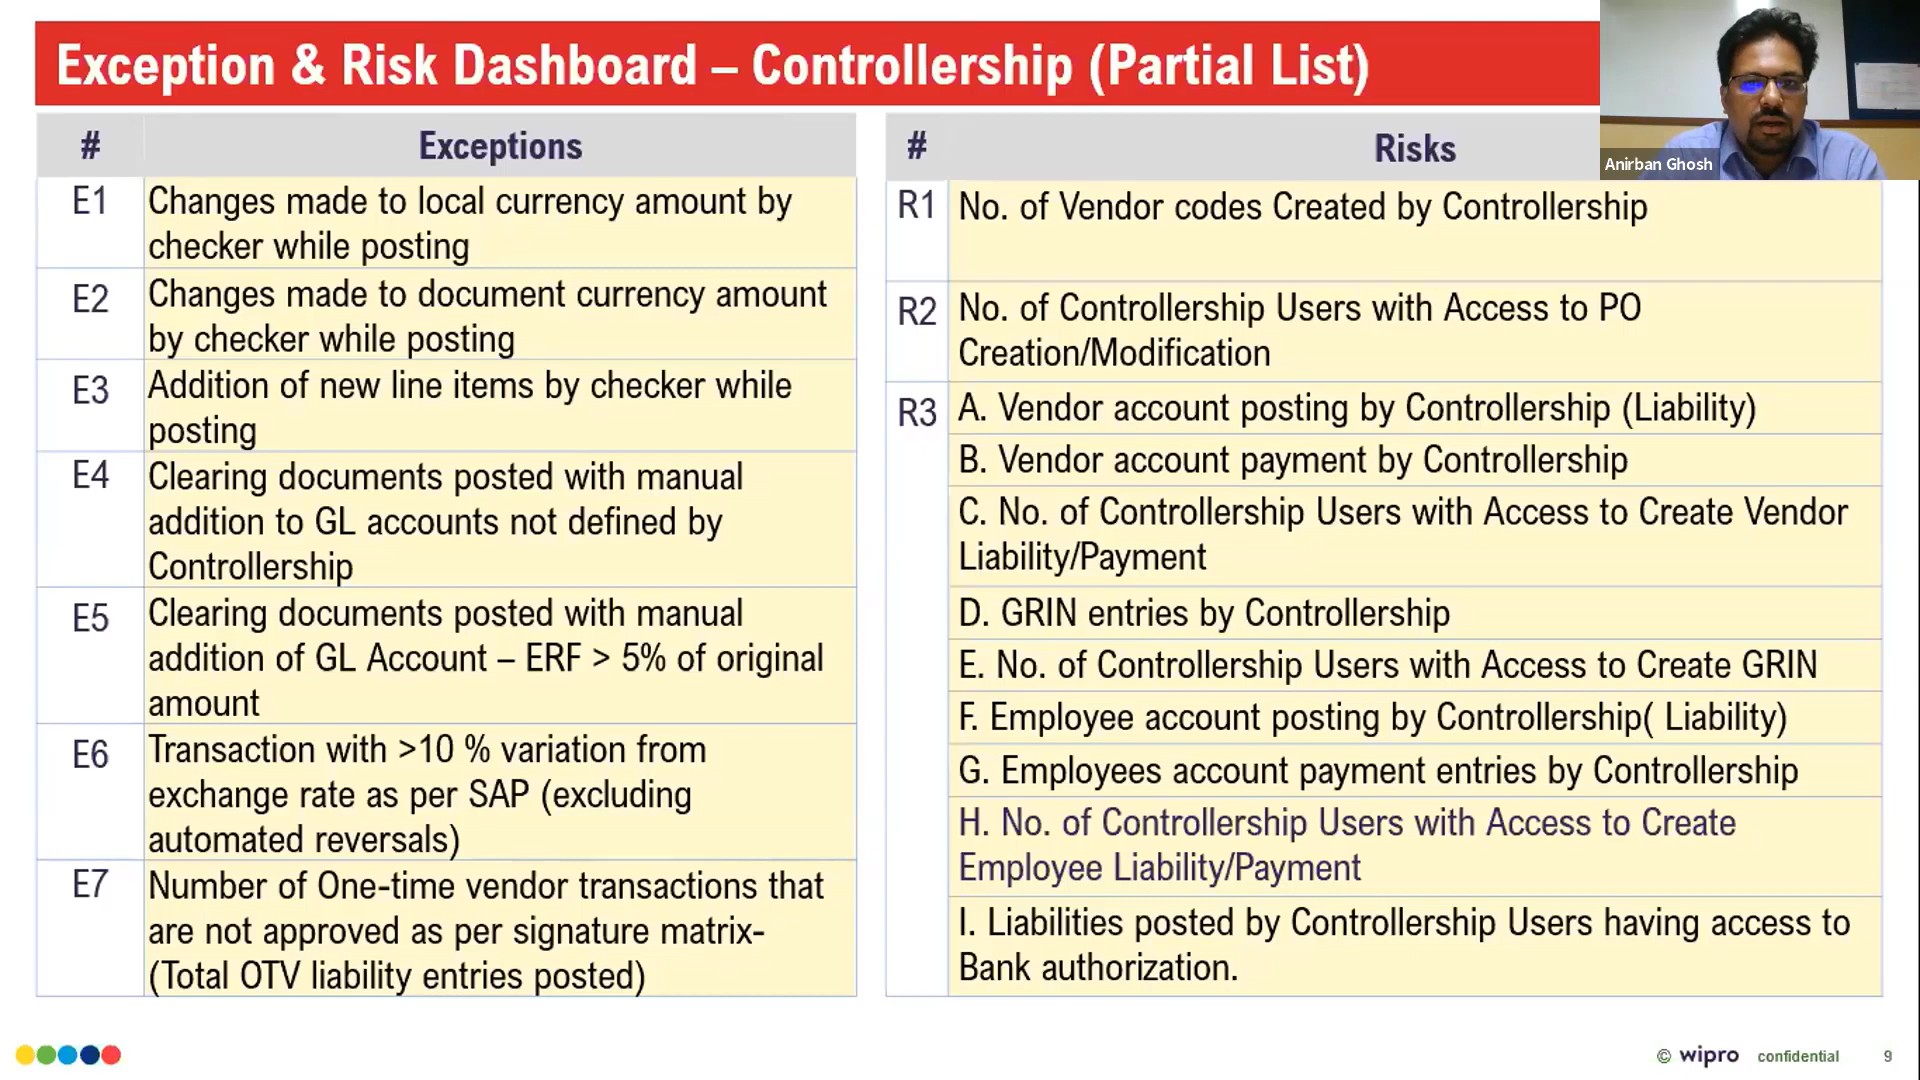 Exception & Risk Dashboard – Controllership (Partial List)
Anirban Ghosh
# Exceptions
E1 Changes made to local currency amount by
checker while posting
E2 Changes made to document currency amount
by checker while posting
E3 Addition of new line items by checker while
posting
E4 Clearing documents posted with manual
addition to GL accounts not defined by
Controllership
E5 Clearing documents posted with manual
addition of GL Account – ERF > 5% of original
amount
E6 Transaction with >10 % variation from
exchange rate as per SAP (excluding
automated reversals)
E7 Number of One-time vendor transactions that
are not approved as per signature matrix-
(Total OTV liability entries posted)
# Risks
R1 No. of Vendor codes Created by Controllership
R2 No. of Controllership Users with Access to PO
Creation/Modification
R3 A. Vendor account posting by Controllership (Liability)
B. Vendor account payment by Controllership
C. No. of Controllership Users with Access to Create Vendor
Liability/Payment
D. GRIN entries by Controllership
E. No. of Controllership Users with Access to Create GRIN
F. Employee account posting by Controllership( Liability)
G. Employees account payment entries by Controllership
H. No. of Controllership Users with Access to Create
Employee Liability/Payment
I. Liabilities posted by Controllership Users having access to
Bank authorization.
© wipro confidential 9